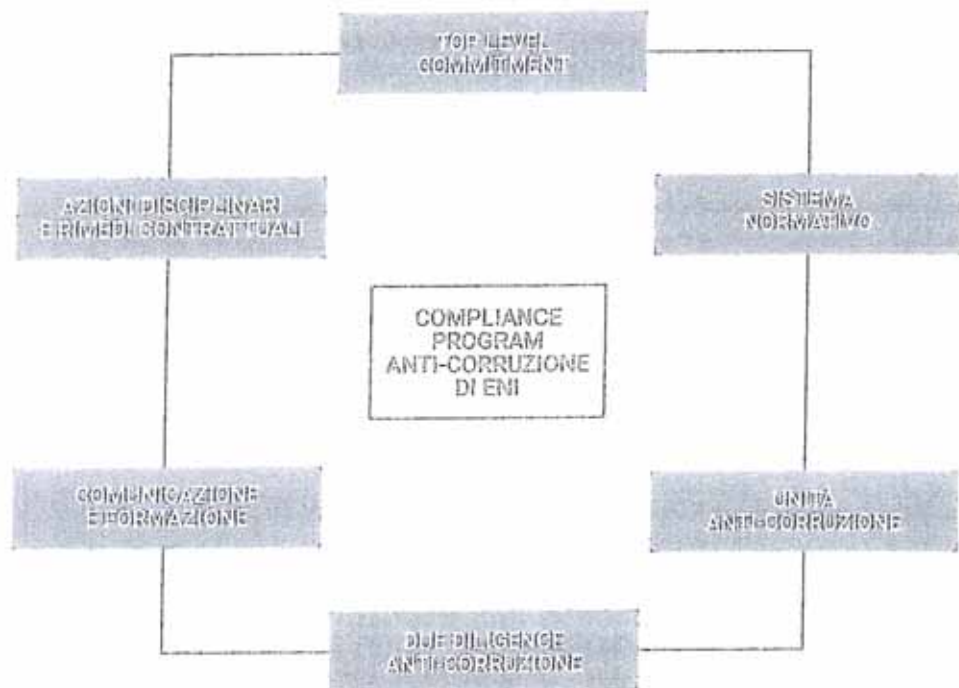 TOP LEVEL
COMMITMENT
AZIONI DISCIPLINARI
E RIMEDI CONTRATTUALI
SISTEMA
NORMATIVO
COMPLIANCE
PROGRAM
ANTI-CORRUZIONE
DI ENI
COMUNICAZIONE
E FORMAZIONE
UNITÀ
ANTI-CORRUZIONE
DUE DILIGENCE
ANTI-CORRUZIONE